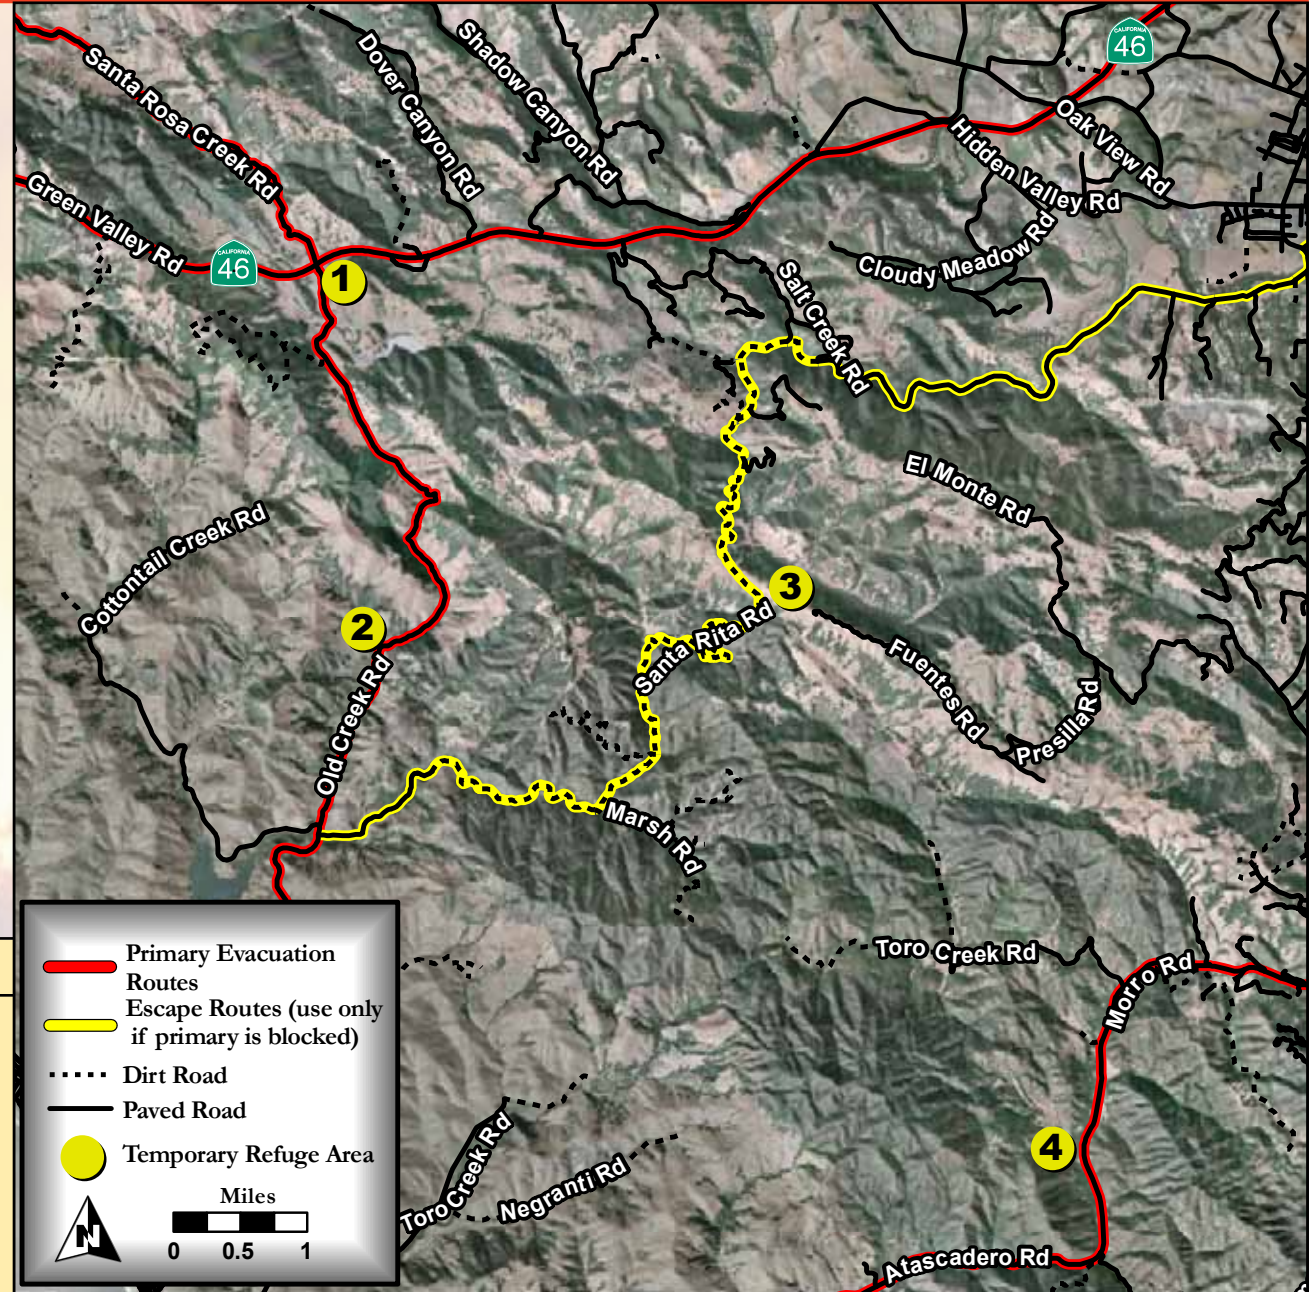 CALIFORNIA
46
Santa Rosa Creek Rd
Dover Canyon Rd
Shadow Canyon Rd
Oak View Rd
Hidden Valley Rd
Green Valley Rd
CALIFORNIA
46
1
Cloudy Meadow Rd
Salt Creek Rd
El Monte Rd
Cottontail Creek Rd
3
2
Santa Rita Rd
Fuentes Rd
Old Creek Rd
Presilla Rd
Marsh Rd
Toro Creek Rd
Morro Rd
4
Toro Creek Rd
Negranti Rd
Atascadero Rd
Primary Evacuation
Routes
Escape Routes (use only
if primary is blocked)
Dirt Road
Paved Road
Temporary Refuge Area
N
Miles
0 0.5 1